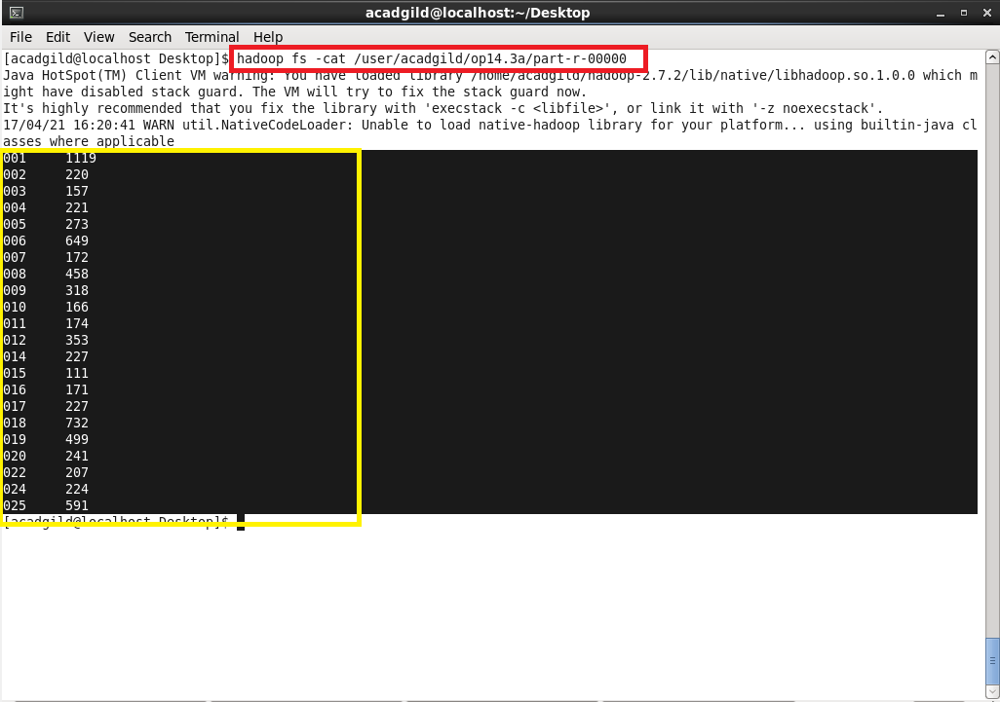 acadgild@localhost:~/Desktop
File Edit View Search Terminal Help
[acadgild@localhost Desktop]$ hadoop fs -cat /user/acadgild/op14.3a/part-r-00000
Java HotSpot(TM) Client VM warning: You have loaded library /home/acadgild/hadoop-2.7.2/lib/native/libhadoop.so.1.0.0 which m
ight have disabled stack guard. The VM will try to fix the stack guard now.
It's highly recommended that you fix the library with 'execstack -c <libfile>', or link it with '-z noexecstack'.
17/04/21 16:20:41 WARN util.NativeCodeLoader: Unable to load native-hadoop library for your platform... using builtin-java cl
asses where applicable
001 1119
002 220
003 157
004 221
005 273
006 649
007 172
008 458
009 318
010 166
011 174
012 353
014 227
015 111
016 171
017 227
018 732
019 499
020 241
022 207
024 224
025 591
[acadgild@localhost Desktop]$